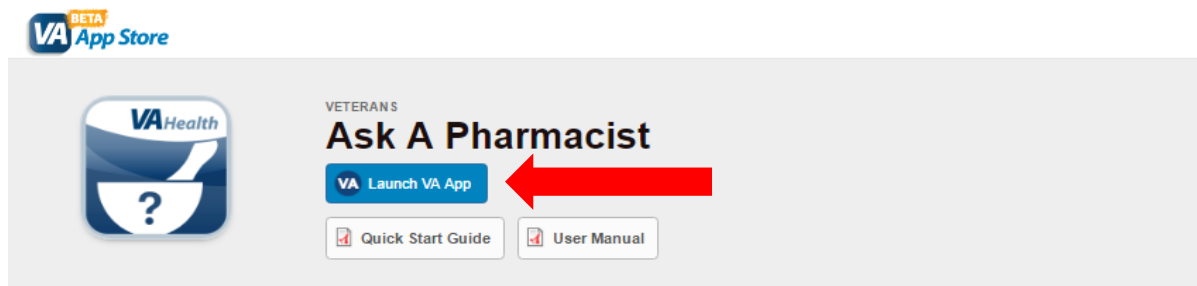 BETA
VA App Store
VA Health
?
VETERANS
Ask A Pharmacist
VA Launch VA App
Quick Start Guide
User Manual